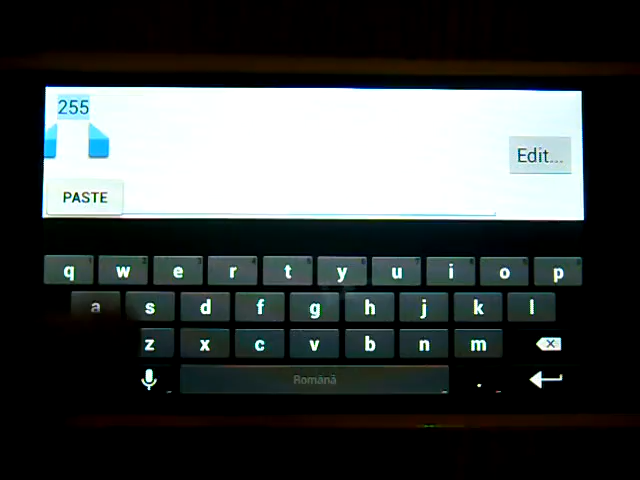 255
Edit...
PASTE
q w e r t y u i o p
a s d f g h j k l
z x c v b n m
Română .